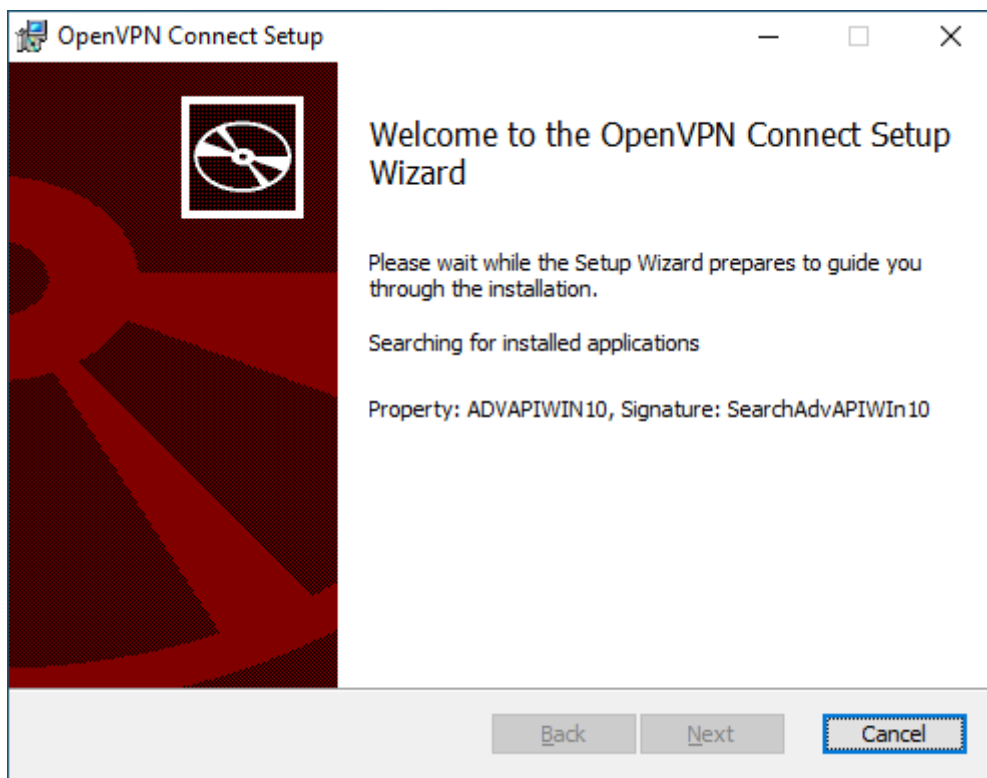 OpenVPN Connect Setup
Welcome to the OpenVPN Connect Setup
Wizard
Please wait while the Setup Wizard prepares to guide you
through the installation.
Searching for installed applications
Property: ADVAPIWIN10, Signature: SearchAdvAPIWIn10
Back Next Cancel